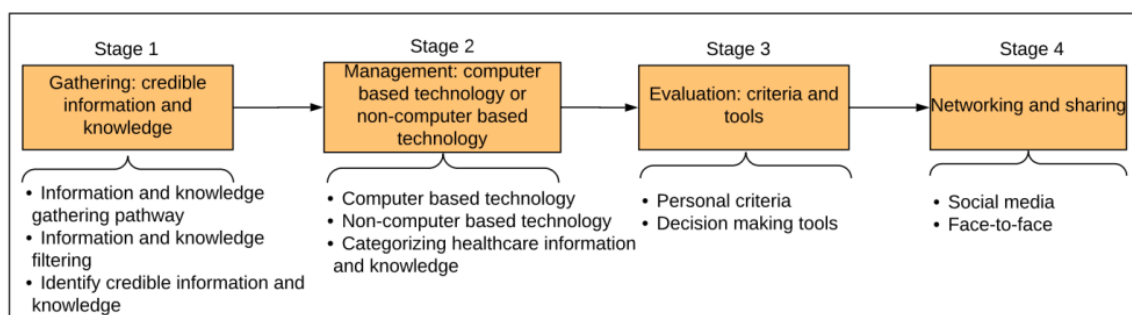 Stage 1
Gathering: credible
information and
knowledge
• Information and knowledge
gathering pathway
• Information and knowledge
filtering
• Identify credible information and
knowledge
Stage 2
Management: computer
based technology or
non-computer based
technology
• Computer based technology
• Non-computer based technology
• Categorizing healthcare information
and knowledge
Stage 3
Evaluation: criteria and
tools
• Personal criteria
• Decision making tools
Stage 4
Networking and sharing
• Social media
• Face-to-face